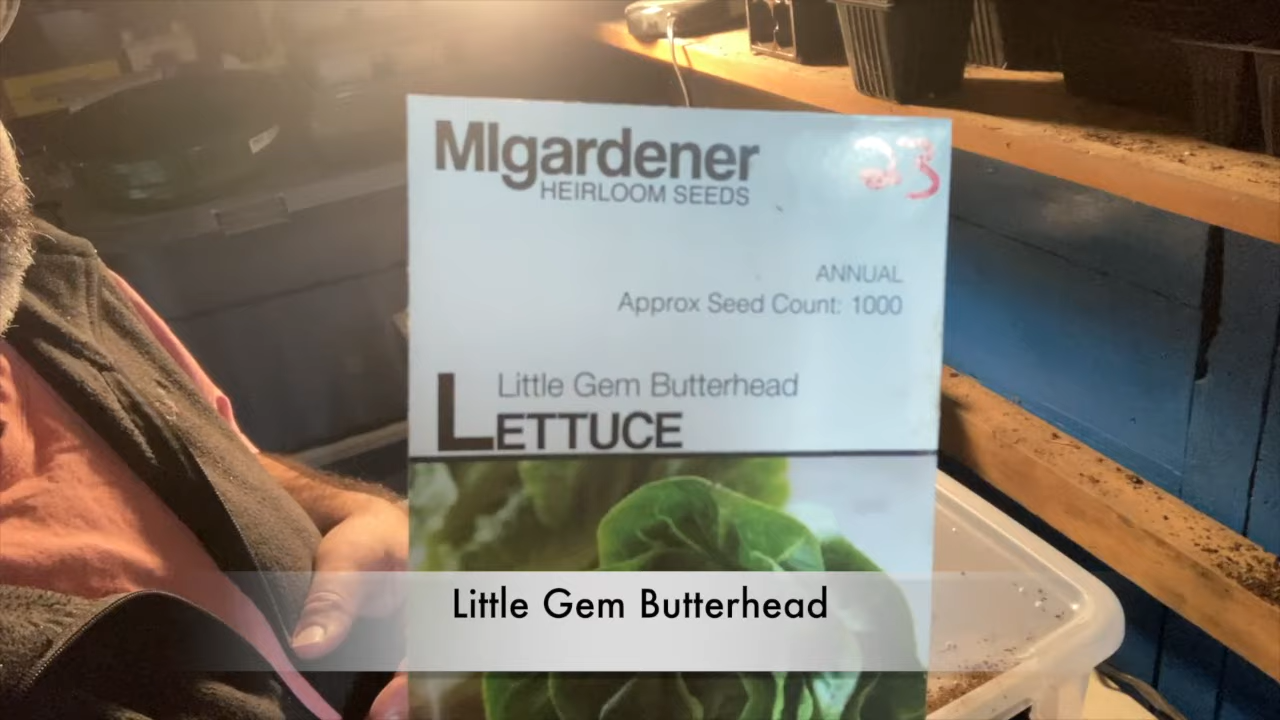 MIgardener
HEIRLOOM SEEDS
23
ANNUAL
Approx Seed Count: 1000
Little Gem Butterhead
LETTUCE
Little Gem Butterhead